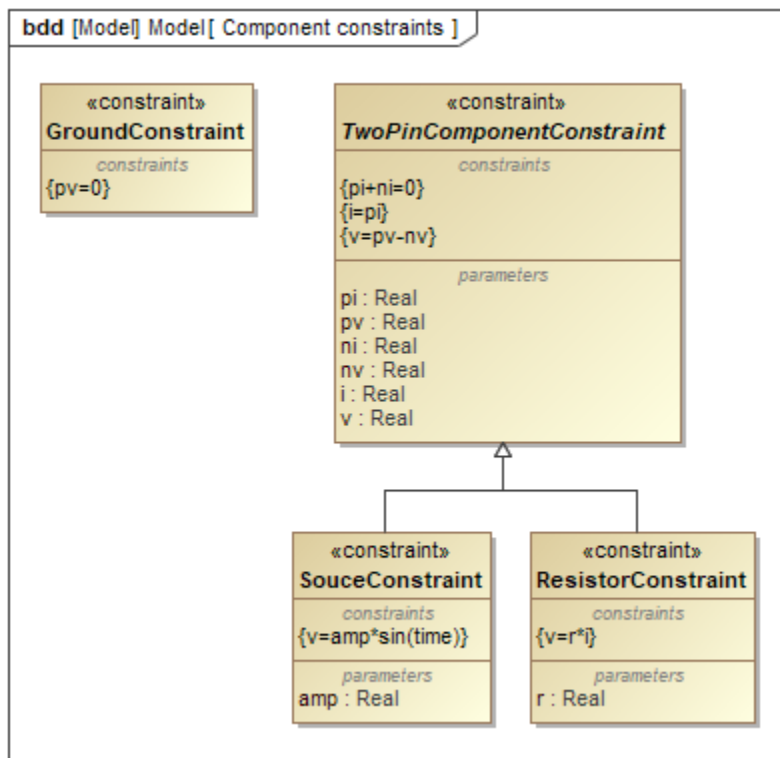 bdd [Model] Model[ Component constraints ]
«constraint»
GroundConstraint
constraints
{pv=0}
«constraint»
TwoPinComponentConstraint
constraints
{pi+ni=0}
{i=pi}
{v=pv-nv}
parameters
pi : Real
pv : Real
ni : Real
nv : Real
i : Real
v : Real
«constraint»
SouceConstraint
constraints
{v=amp*sin(time)}
parameters
amp : Real
«constraint»
ResistorConstraint
constraints
{v=r*i}
parameters
r : Real